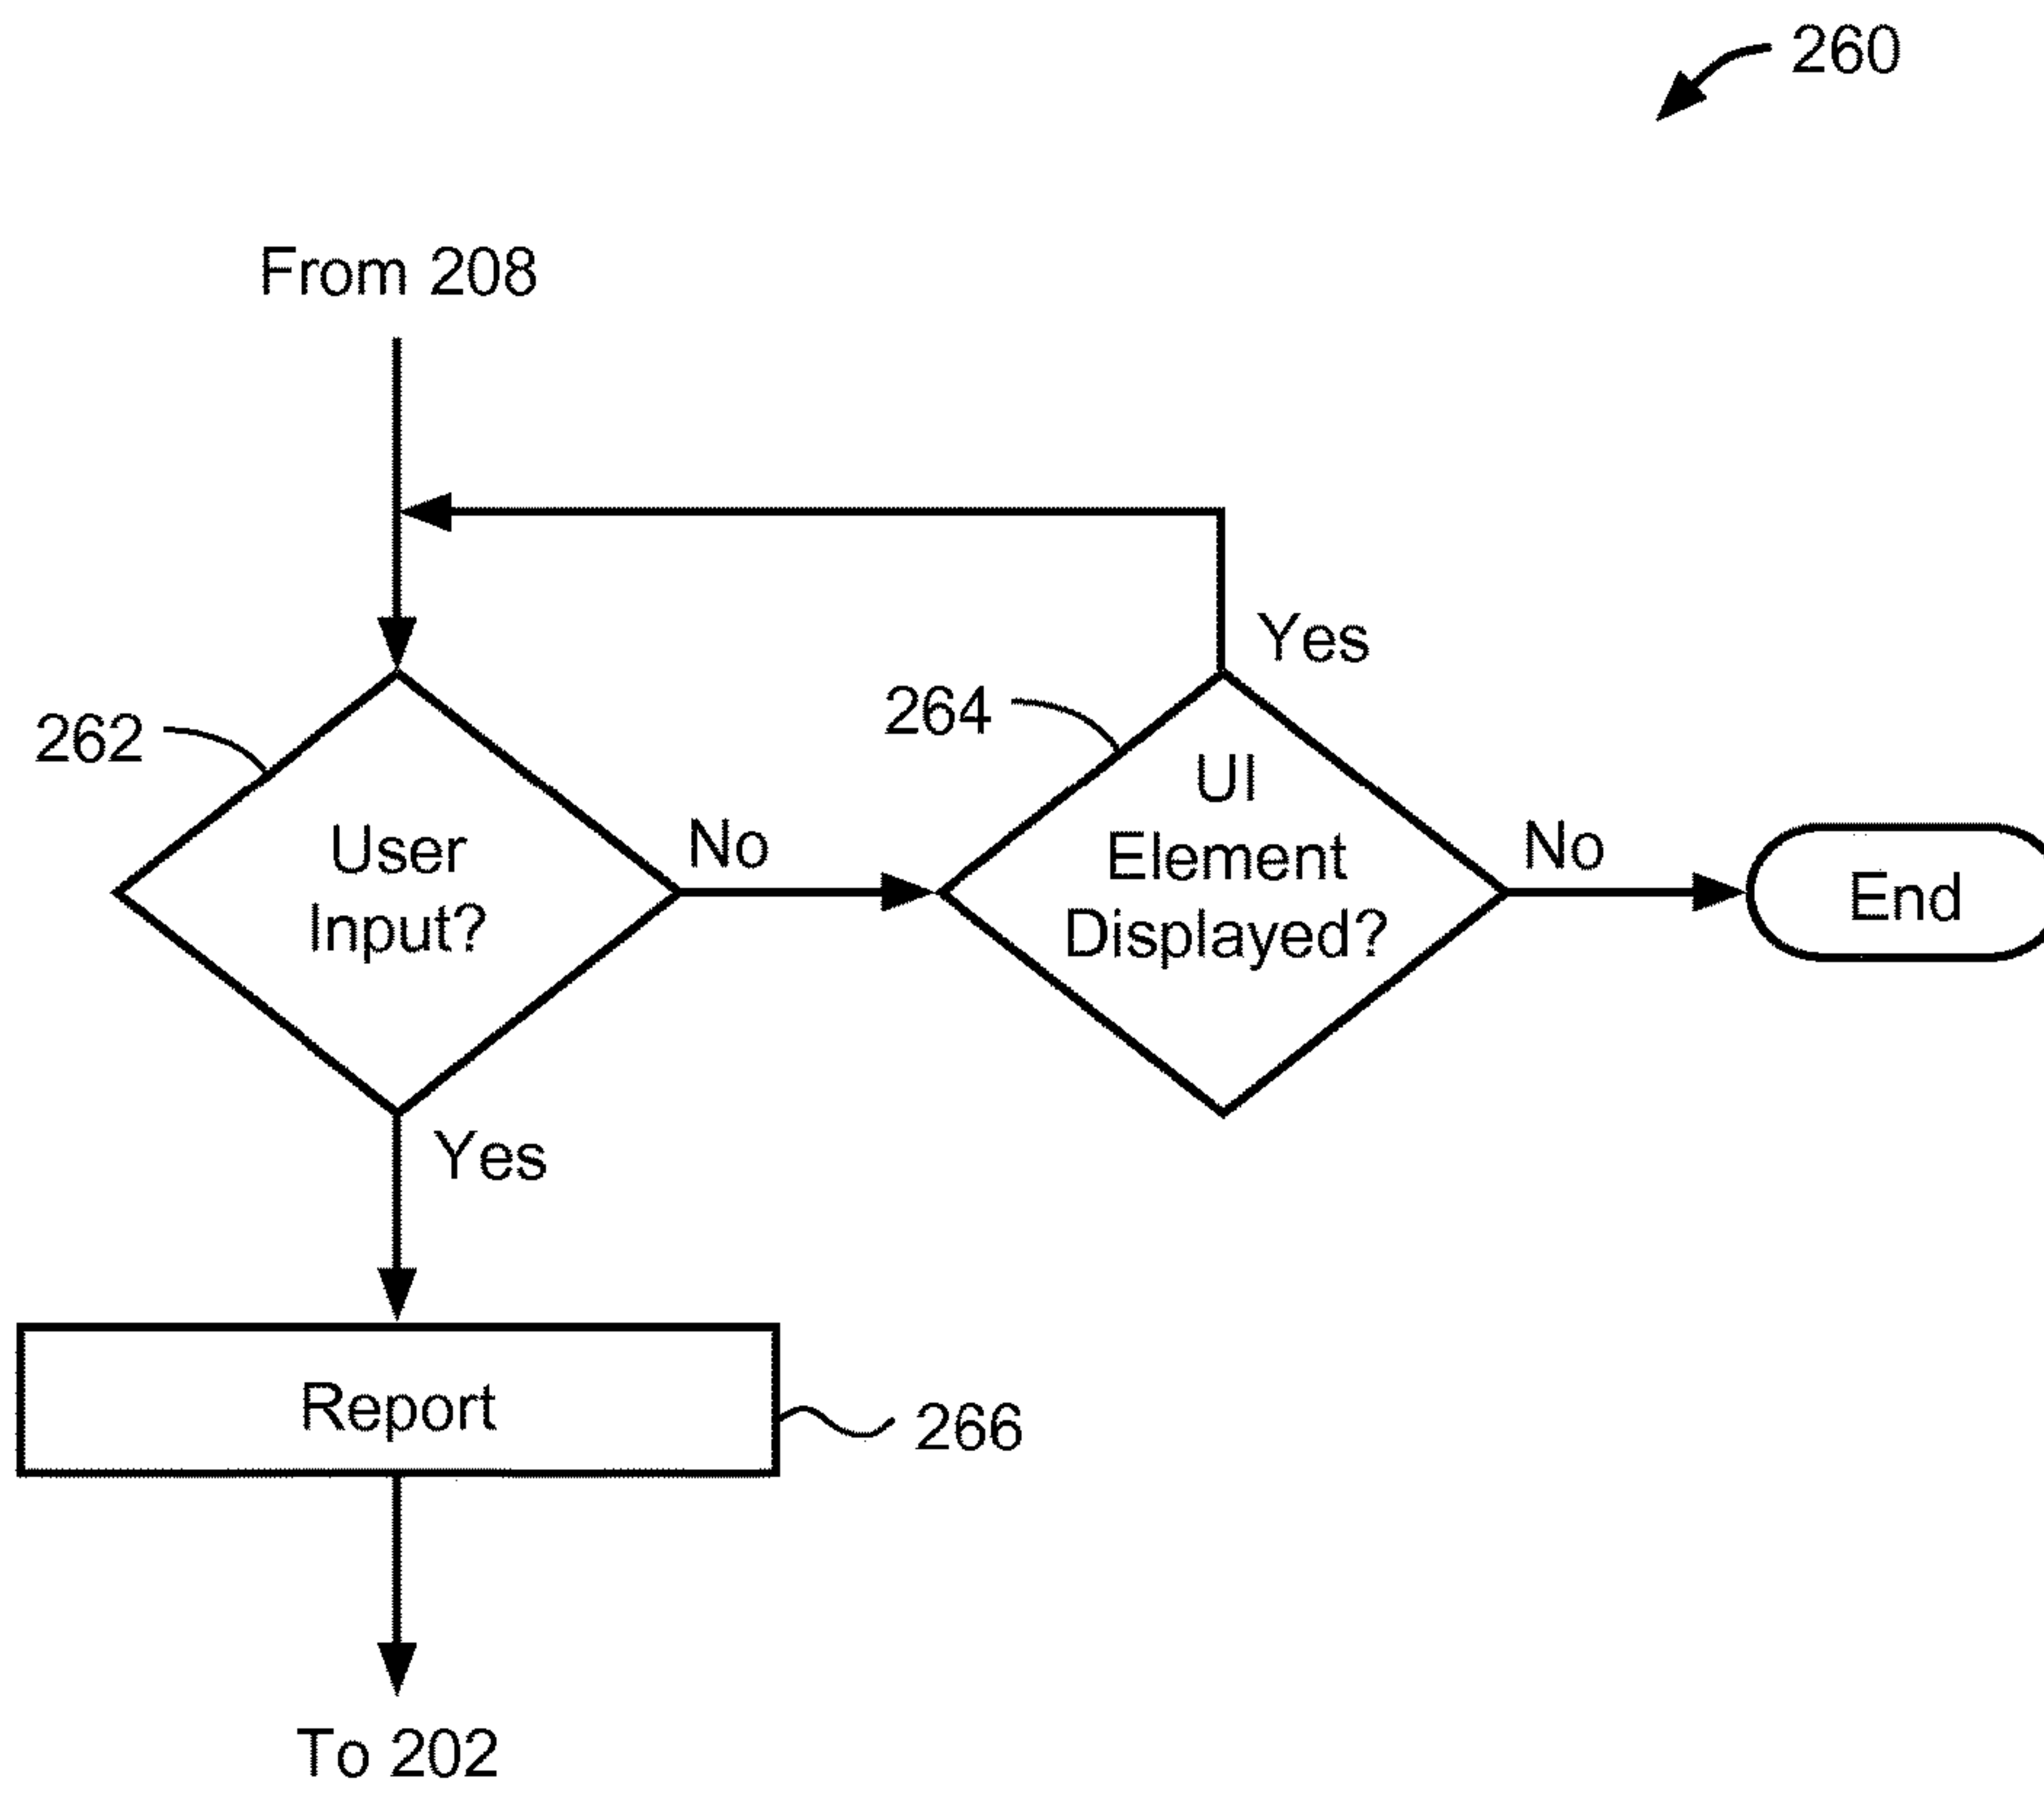 260
From 208
Yes
264
262
UI
User
Input?
No
Element
Displayed?
No
End
Yes
Report
266
To 202